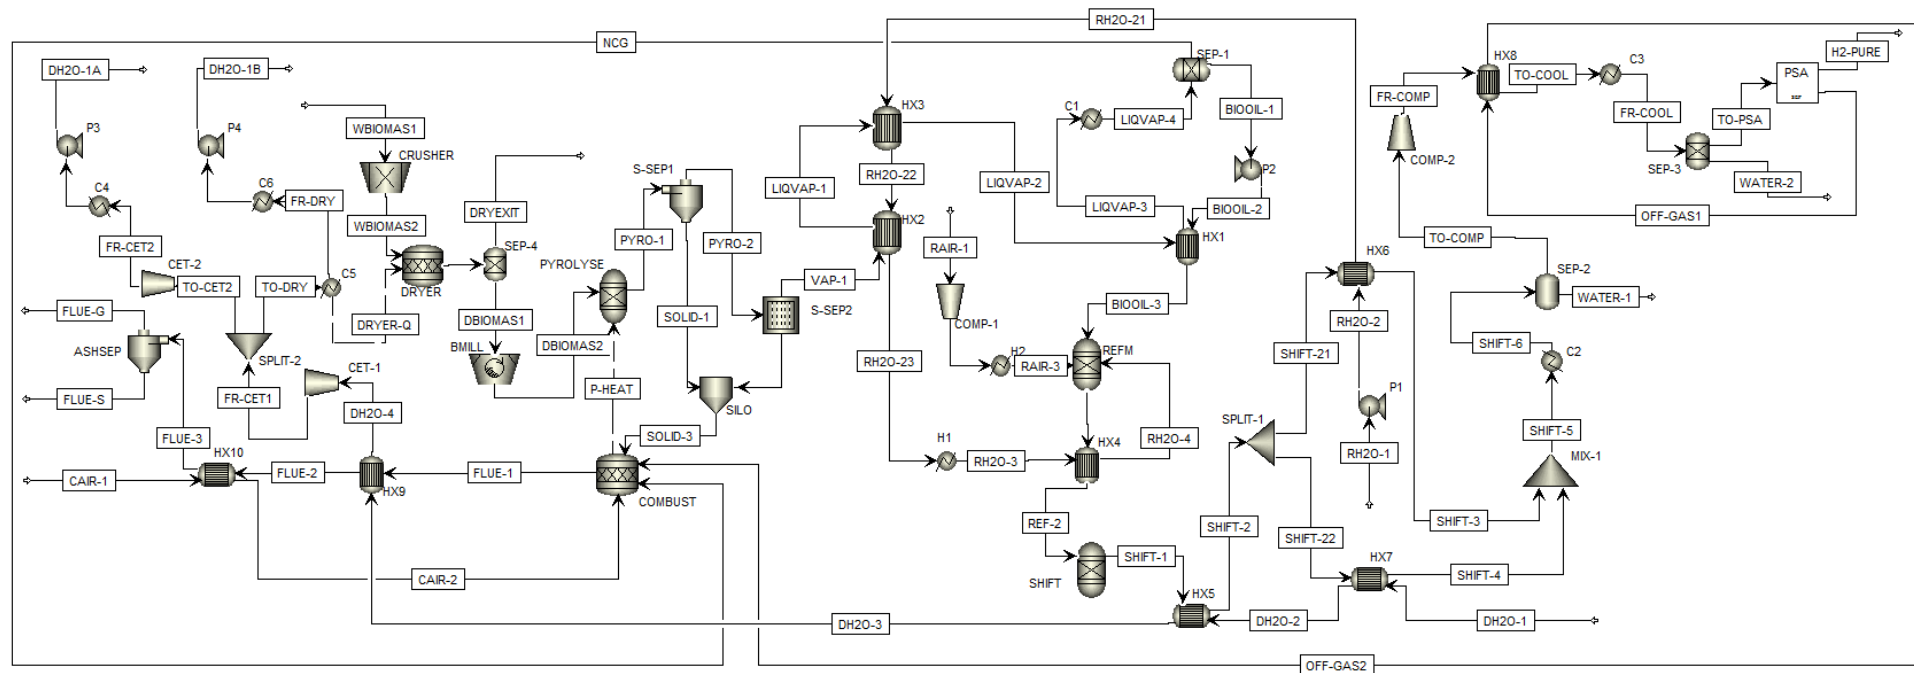 RH2O-21
NCG
SEP-1
H2-PURE
HX8
C3
PSA
TO-COOL
DH2O-1A
DH2O-1B
FR-COMP
SEP
P3
P4
WBIOMAS1
HX3
C1
LIQVAP-4
BIOOIL-1
FR-COOL
TO-PSA
CRUSHER
COMP-2
SEP-3
S-SEP1
P2
C4
C6
FR-DRY
LIQVAP-1
RH2O-22
LIQVAP-2
WATER-2
DRYEXIT
LIQVAP-3
BIOOIL-2
OFF-GAS1
WBIOMAS2
HX2
HX1
FR-CET2
SEP-4
PYRO-1
PYRO-2
RAIR-1
TO-COMP
HX6
CET-2
PYROLYSE
VAP-1
SEP-2
TO-CET2
TO-DRY
C5
DRYER
WATER-1
FLUE-G
BIOOIL-3
S-SEP2
DRYER-Q
DBIOMAS1
SOLID-1
COMP-1
RH2O-2
ASHSEP
BMILL
DBIOMAS2
SHIFT-6
SPLIT-2
REFM
SHIFT-21
C2
H2
RAIR-3
RH2O-23
CET-1
P-HEAT
FLUE-S
FR-CET1
DH2O-4
SILO
P1
SPLIT-1
SHIFT-5
FLUE-3
SOLID-3
H1
HX4
RH2O-4
HX10
RH2O-3
RH2O-1
MIX-1
FLUE-2
FLUE-1
CAIR-1
HX9
COMBUST
REF-2
SHIFT-2
SHIFT-3
SHIFT-22
SHIFT-1
HX7
CAIR-2
SHIFT
SHIFT-4
HX5
DH2O-3
DH2O-2
DH2O-1
OFF-GAS2